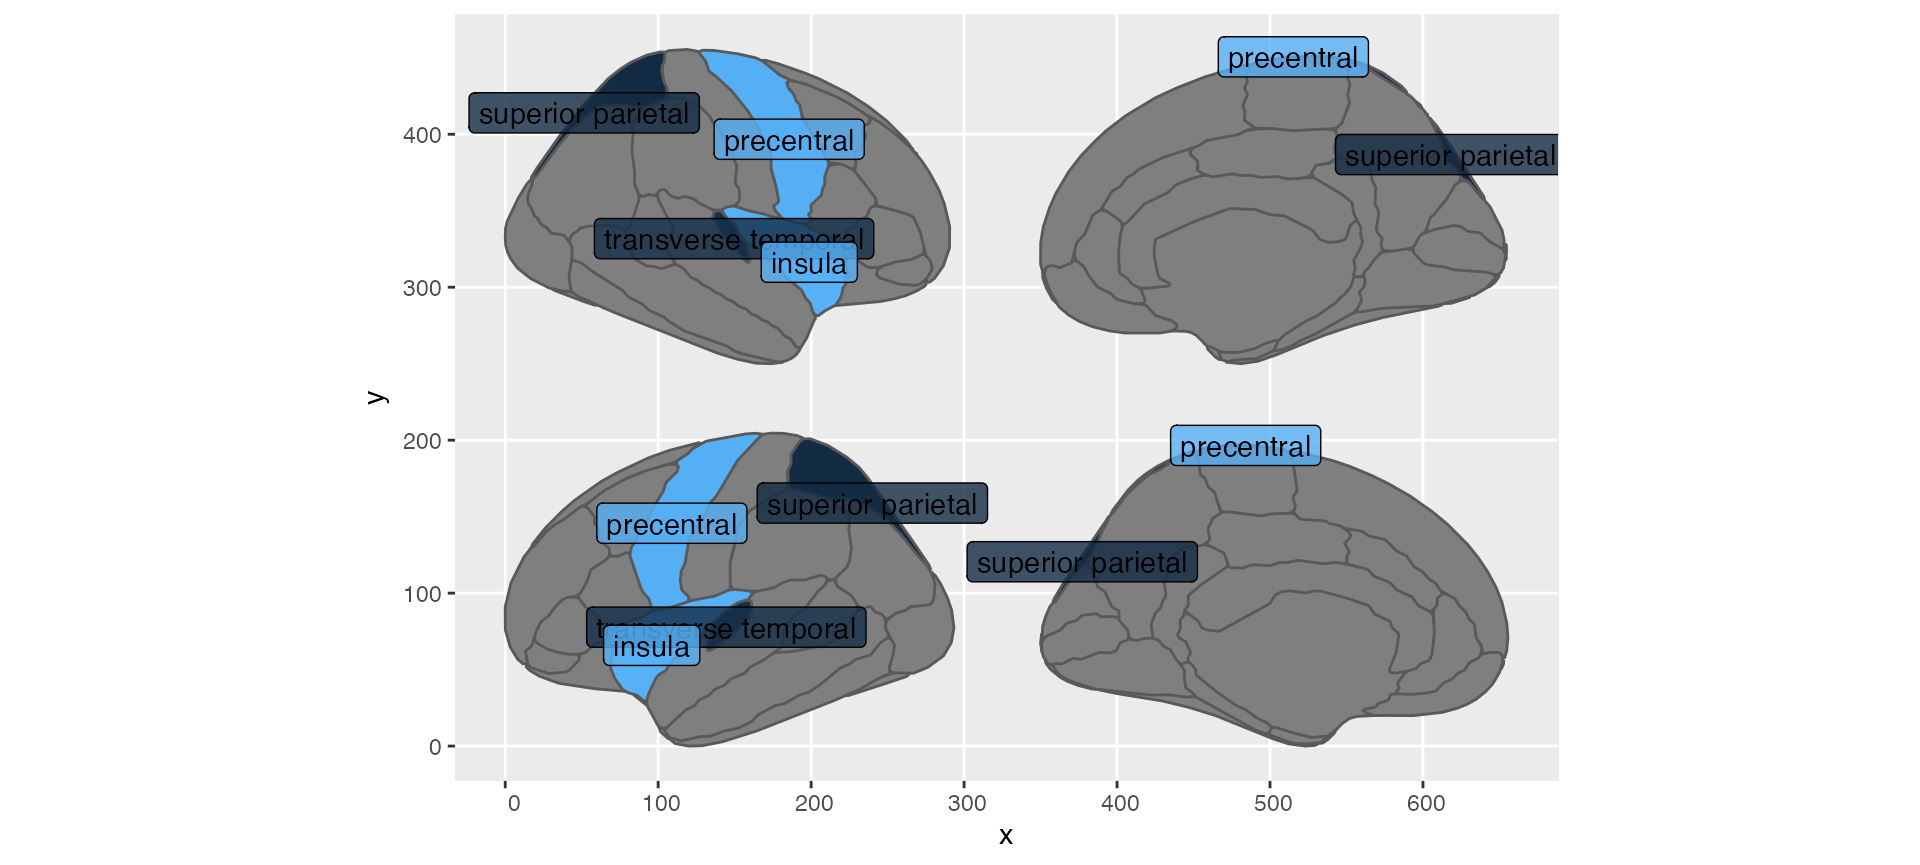 precentral
superior parietal
precentral
superior parietal
transverse temporal
insula
400
300
200
100
0
y
precentral
superior parietal
precentral
superior parietal
transverse temporal
insula
0
100
200
300
400
500
600
x